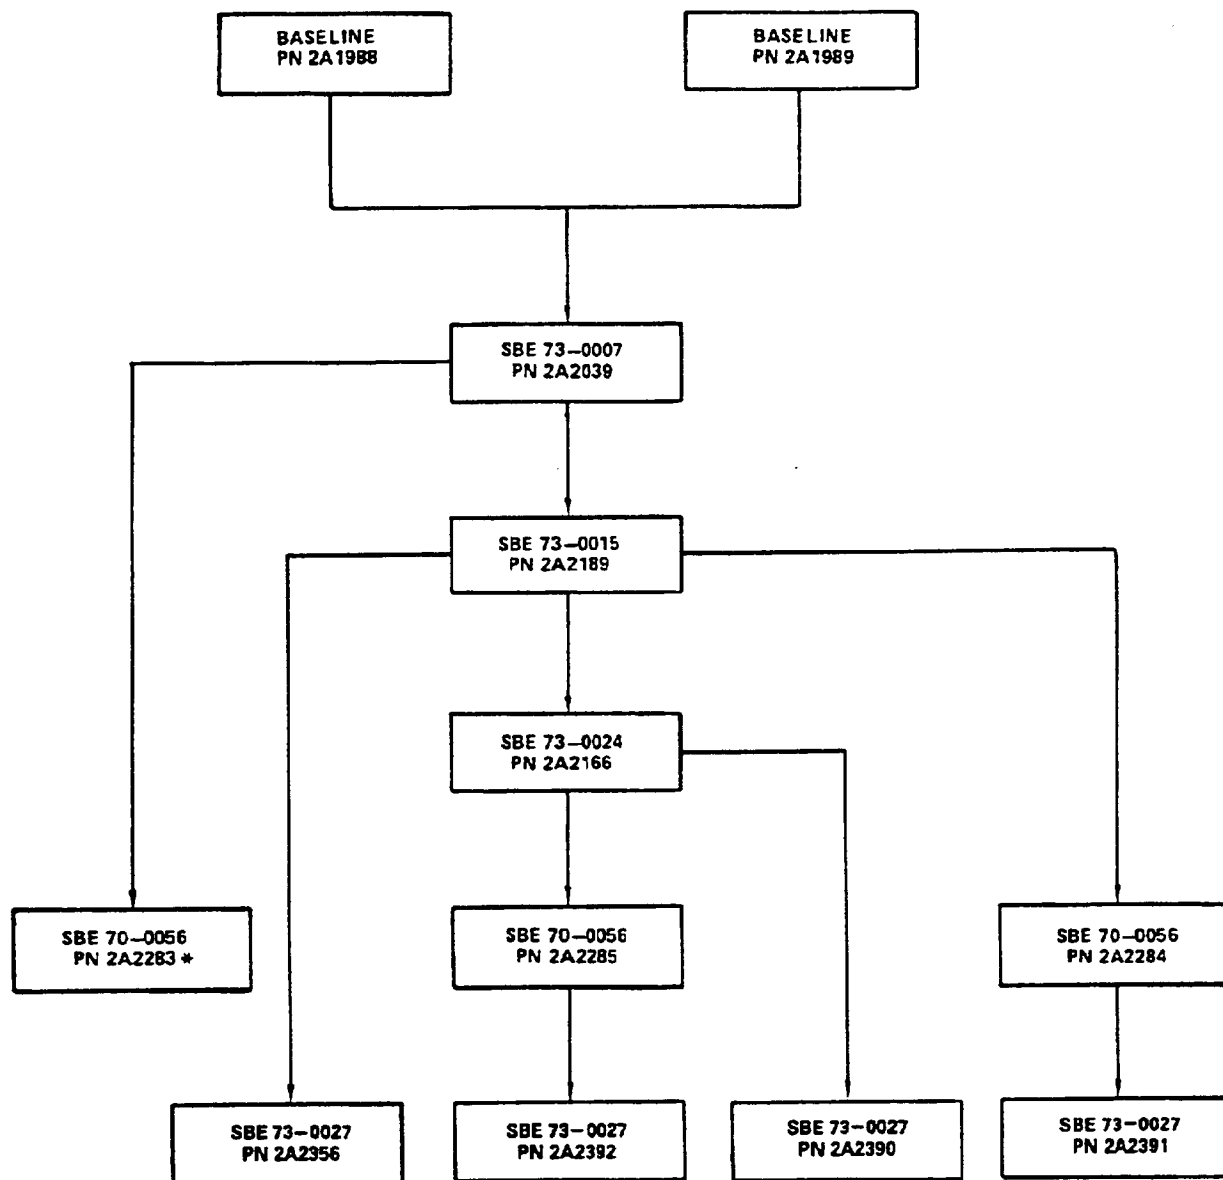 BASELINE
PN 2A1988
BASELINE
PN 2A1989
SBE 73-0007
PN 2A2039
SBE 73-0015
PN 2A2189
SBE 73-0024
PN 2A2166
SBE 70-0056
PN 2A2283*
SBE 70-0056
PN 2A2285
SBE 70-0056
PN 2A2284
SBE 73-0027
PN 2A2356
SBE 73-0027
PN 2A2392
SBE 73-0027
PN 2A2390
SBE 73-0027
PN 2A2391